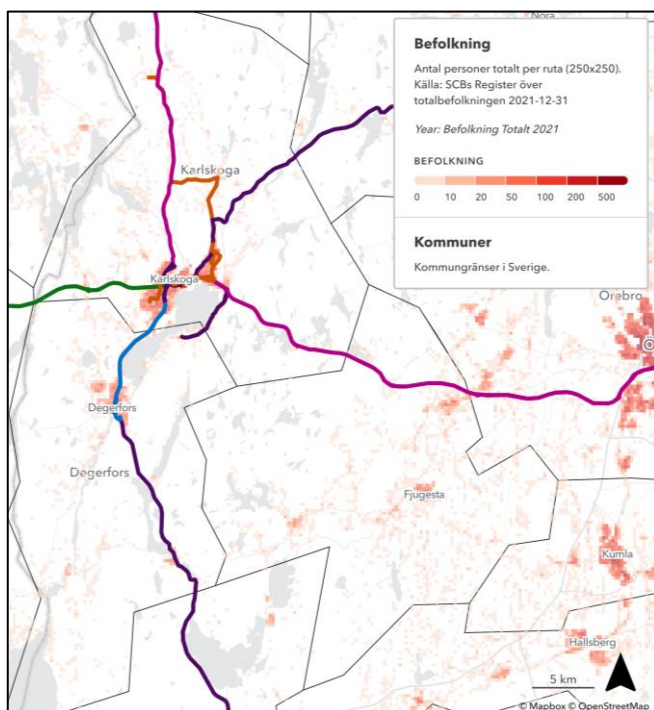 Nora
Befolkning
Antal personer totalt per ruta (250x250).
Källa: SCBs Register över
totalbefolkningen 2021-12-31
Year: Befolkning Totalt 2021
BEFOLKNING
0 10 20 50 100 200 500
Kommuner
Kommungränser i Sverige.
Karlskoga
Karlskoga
Örebro
Degerfors
Degerfors
Fjugesta
Kumla
Hallsberg
5 km
© Mapbox © OpenStreetMap